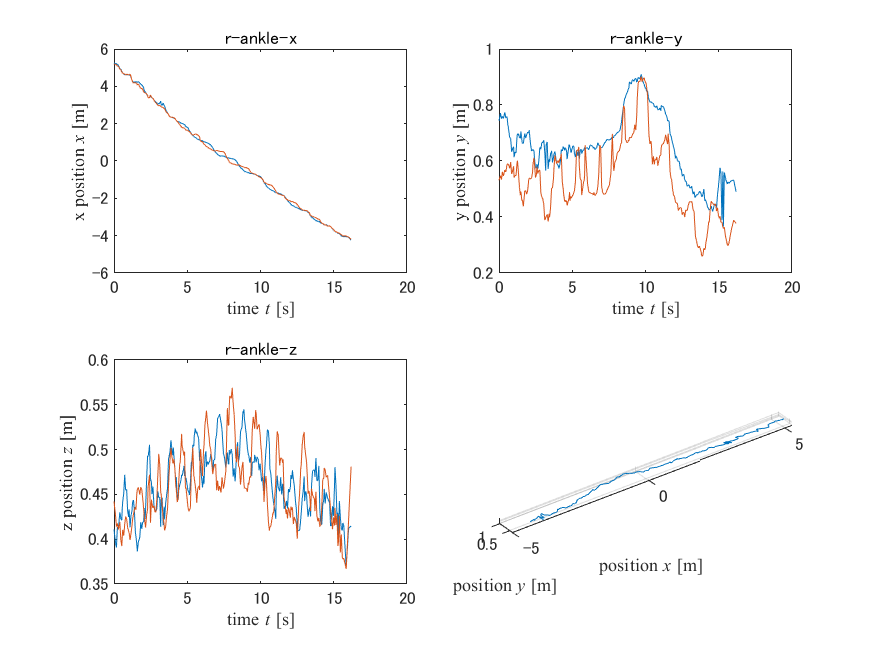 r-ankle-x
6
4
2
0
-2
-4
-6
x position x [m]
0 5 10 15 20
time t [s]
r-ankle-y
1
0.8
0.6
0.4
0.2
y position y [m]
0 5 10 15 20
time t [s]
r-ankle-z
0.6
0.55
0.5
0.45
0.4
0.35
z position z [m]
0 5 10 15 20
time t [s]
5
0
-5
1
0.5
position x [m]
position y [m]